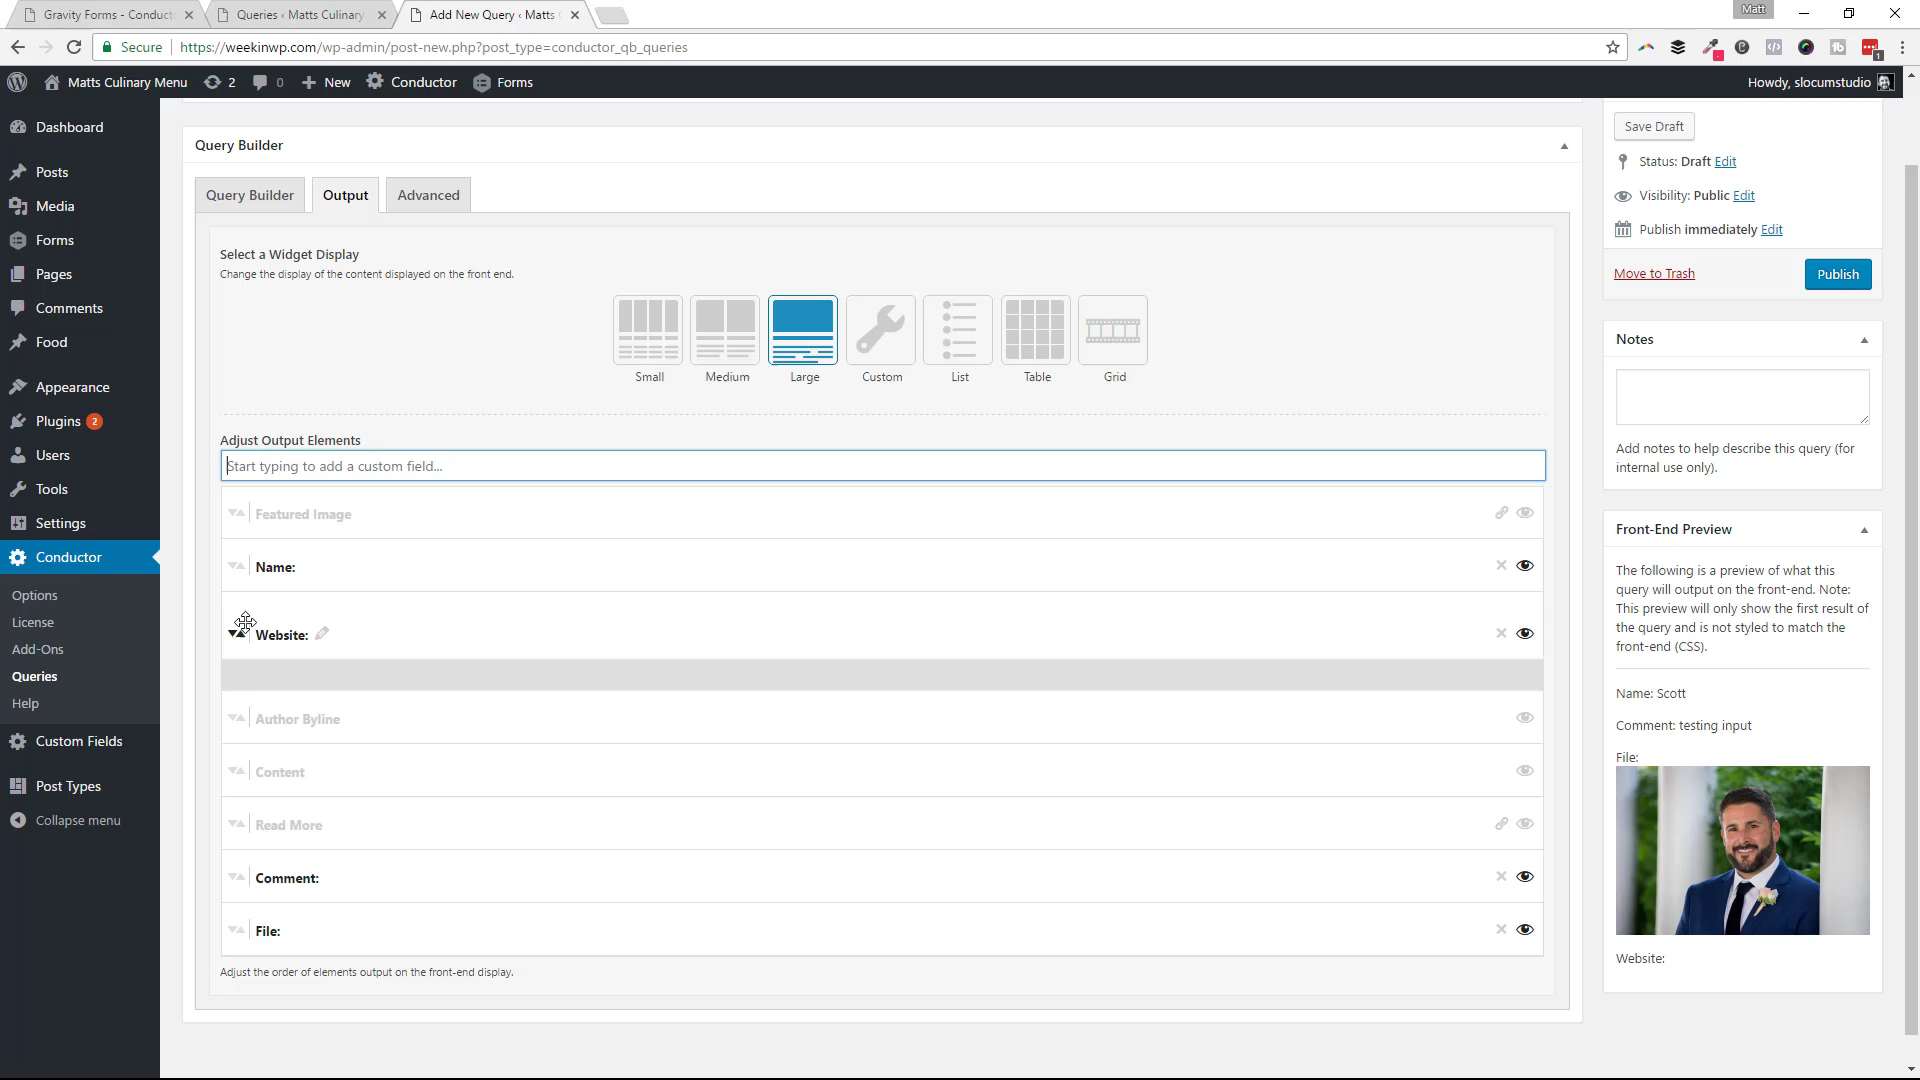 Gravity Forms - Conduct
Queries ‹ Matts Culinary
Add New Query ‹ Matts C
Matt
Secure
https://weekinwp.com/wp-admin/post-new.php?post_type=conductor_qb_queries
1
Matts Culinary Menu
2
0
New
Conductor
Forms
Howdy, slocumstudio
Dashboard
Posts
Media
Forms
Pages
Comments
Food
Appearance
Plugins 2
Users
Tools
Settings
Conductor
Options
License
Add-Ons
Queries
Help
Custom Fields
Post Types
Collapse menu
Query Builder
Query Builder
Output
Advanced
Select a Widget Display
Change the display of the content displayed on the front end.
Small
Medium
Large
Custom
List
Table
Grid
Adjust Output Elements
Start typing to add a custom field...
Featured Image
Name:
Website:
Author Byline
Content
Read More
Comment:
File:
Adjust the order of elements output on the front-end display.
Save Draft
Status: Draft Edit
Visibility: Public Edit
Publish immediately Edit
Move to Trash
Publish
Notes
Add notes to help describe this query (for
internal use only).
Front-End Preview
The following is a preview of what this
query will output on the front-end. Note:
This preview will only show the first result of
the query and is not styled to match the
front-end (CSS).
Name: Scott
Comment: testing input
File:
Website: